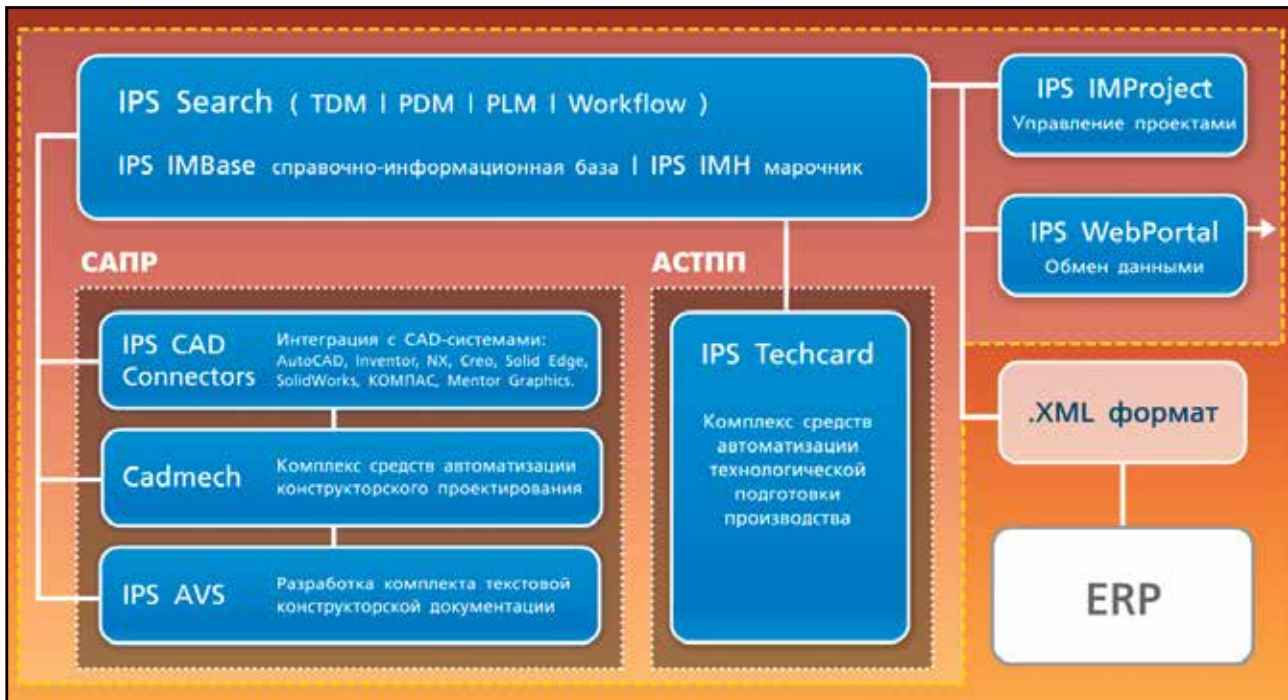 IPS Search ( TDM | PDM | PLM | Workflow )
IPS IMBase справочно-информационная база | IPS IMH марочник
IPS IMProject
Управление проектами
IPS WebPortal
Обмен данными
САПР
IPS CAD
Connectors
Интеграция с CAD-системами:
AutoCAD, Inventor, NX, Creo, Solid Edge,
SolidWorks, КОМПАС, Mentor Graphics.
Cadmech
Комплекс средств автоматизации
конструкторского проектирования
IPS AVS
Разработка комплекта текстовой
конструкторской документации
АСТПП
IPS Techcard
Комплекс средств
автоматизации
технологической
подготовки
производства
.XML формат
ERP